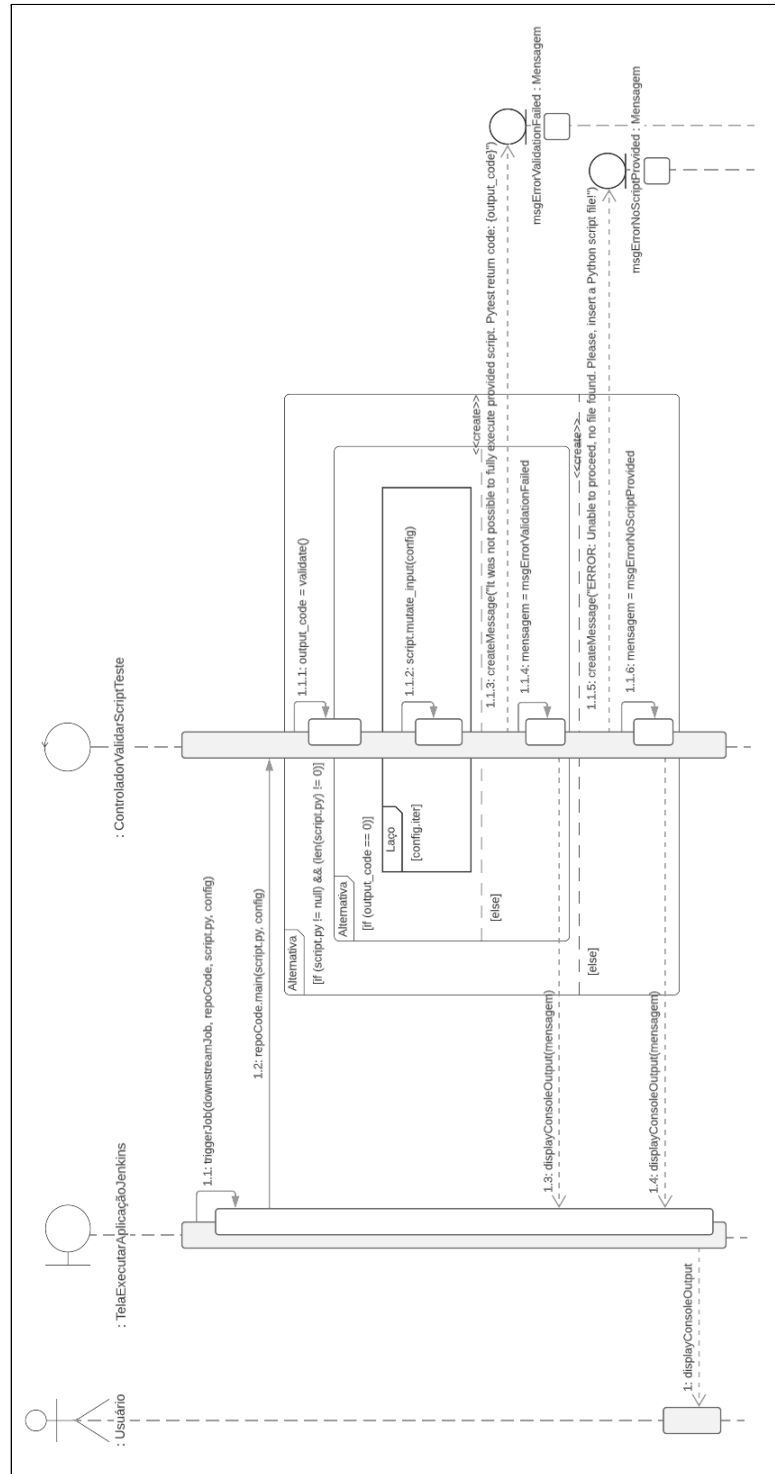 : Usuário
: TelaExecutarAplicaçãoJenkins
: ControladorValidarScriptTeste
msgErrorValidationFailed : Mensagem
msgErrorNoScriptProvided : Mensagem
1.1: triggerJob(downstreamJob, repoCode, script.py, config)
1.2: repoCode.main(script.py, config)
Alternativa
[if (script.py != null) && (len(script.py) != 0)]
1.1.1: output_code = validate()
Alternativa
[if (output_code == 0)]
Laço
[config.iter]
1.1.2: script.mutate_input(config)
[else]
<<create>>
1.1.3: createMessage("It was not possible to fully execute provided script. Pytest return code: {output_code}")
1.1.4: mensagem = msgErrorValidationFailed
1.3: displayConsoleOutput(mensagem)
[else]
<<create>>
1.1.5: createMessage("ERROR: Unable to proceed, no file found. Please, insert a Python script file!")
1.1.6: mensagem = msgErrorNoScriptProvided
1.4: displayConsoleOutput(mensagem)
1: displayConsoleOutput